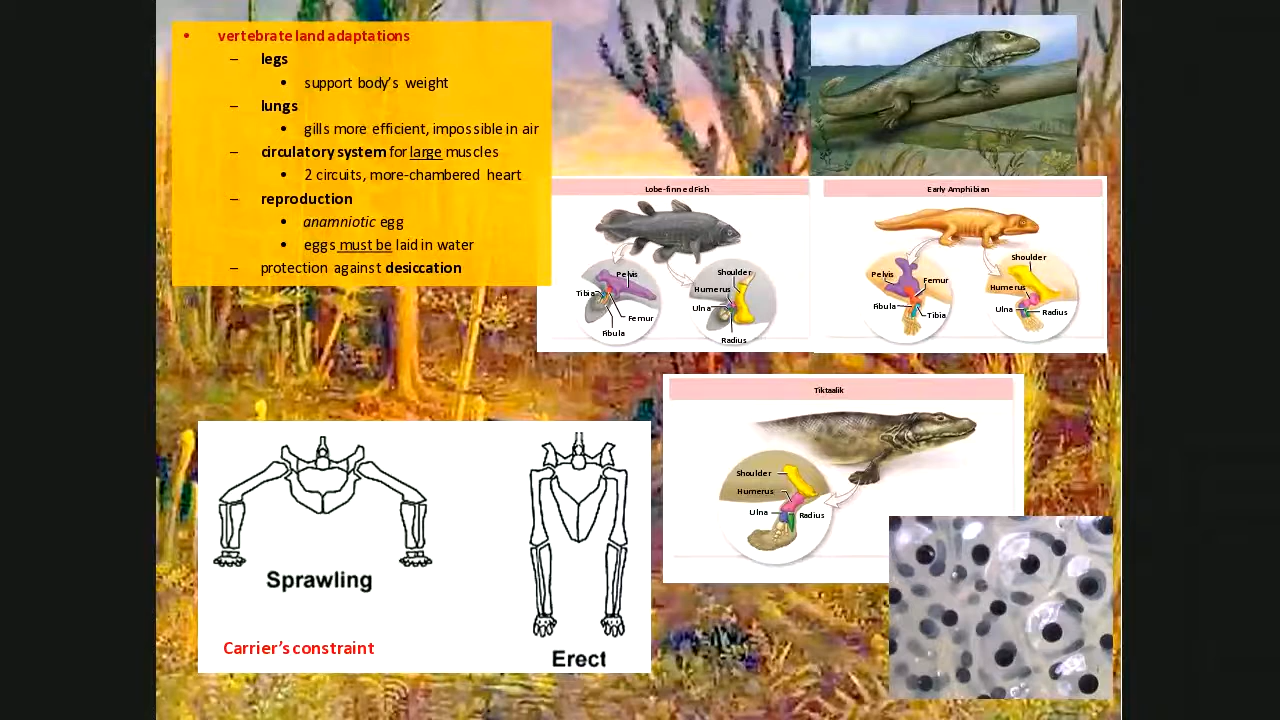 • vertebrate land adaptations
– legs
• support body's weight
– lungs
• gills more efficient, impossible in air
– circulatory system for large muscles
• 2 circuits, more-chambered heart
– reproduction
• anamniotic egg
• eggs must be laid in water
– protection against desiccation
Lobe-finned Fish
Pelvis
Tibia
Femur
Fibula
Shoulder
Humerus
Ulna
Radius
Early Amphibian
Pelvis
Femur
Fibula
Tibia
Shoulder
Humerus
Ulna
Radius
Tiktaalik
Shoulder
Humerus
Ulna
Radius
Sprawling
Erect
Carrier's constraint